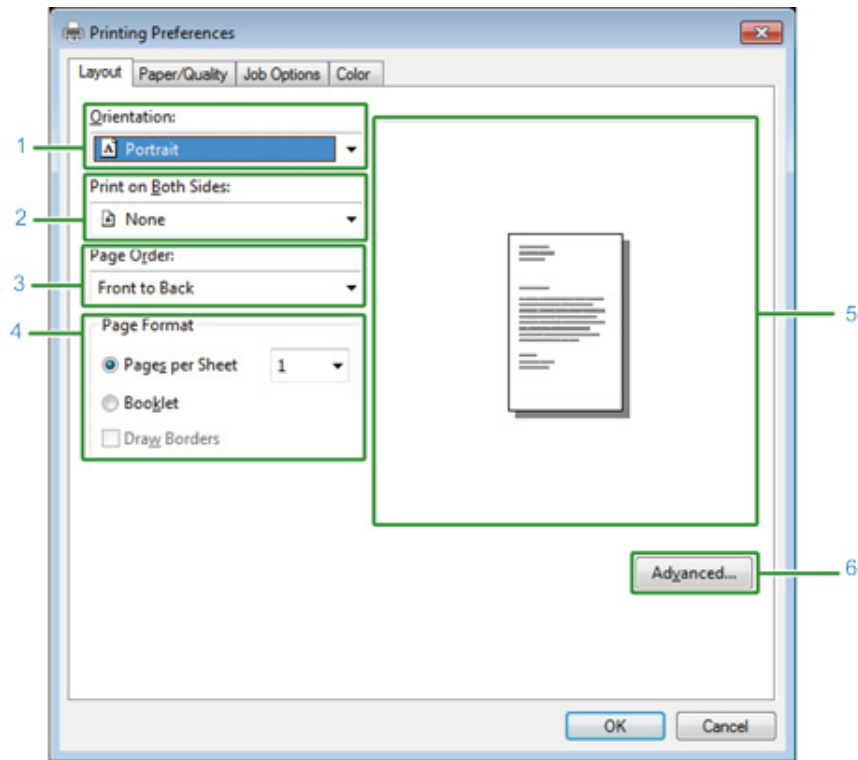 Printing Preferences
Layout Paper/Quality Job Options Color
Orientation:
1 Portrait
Print on Both Sides:
2 None
Page Order:
3 Front to Back
4 Page Format
Pages per Sheet 1
Booklet
Draw Borders
5
Advanced... 6
OK Cancel